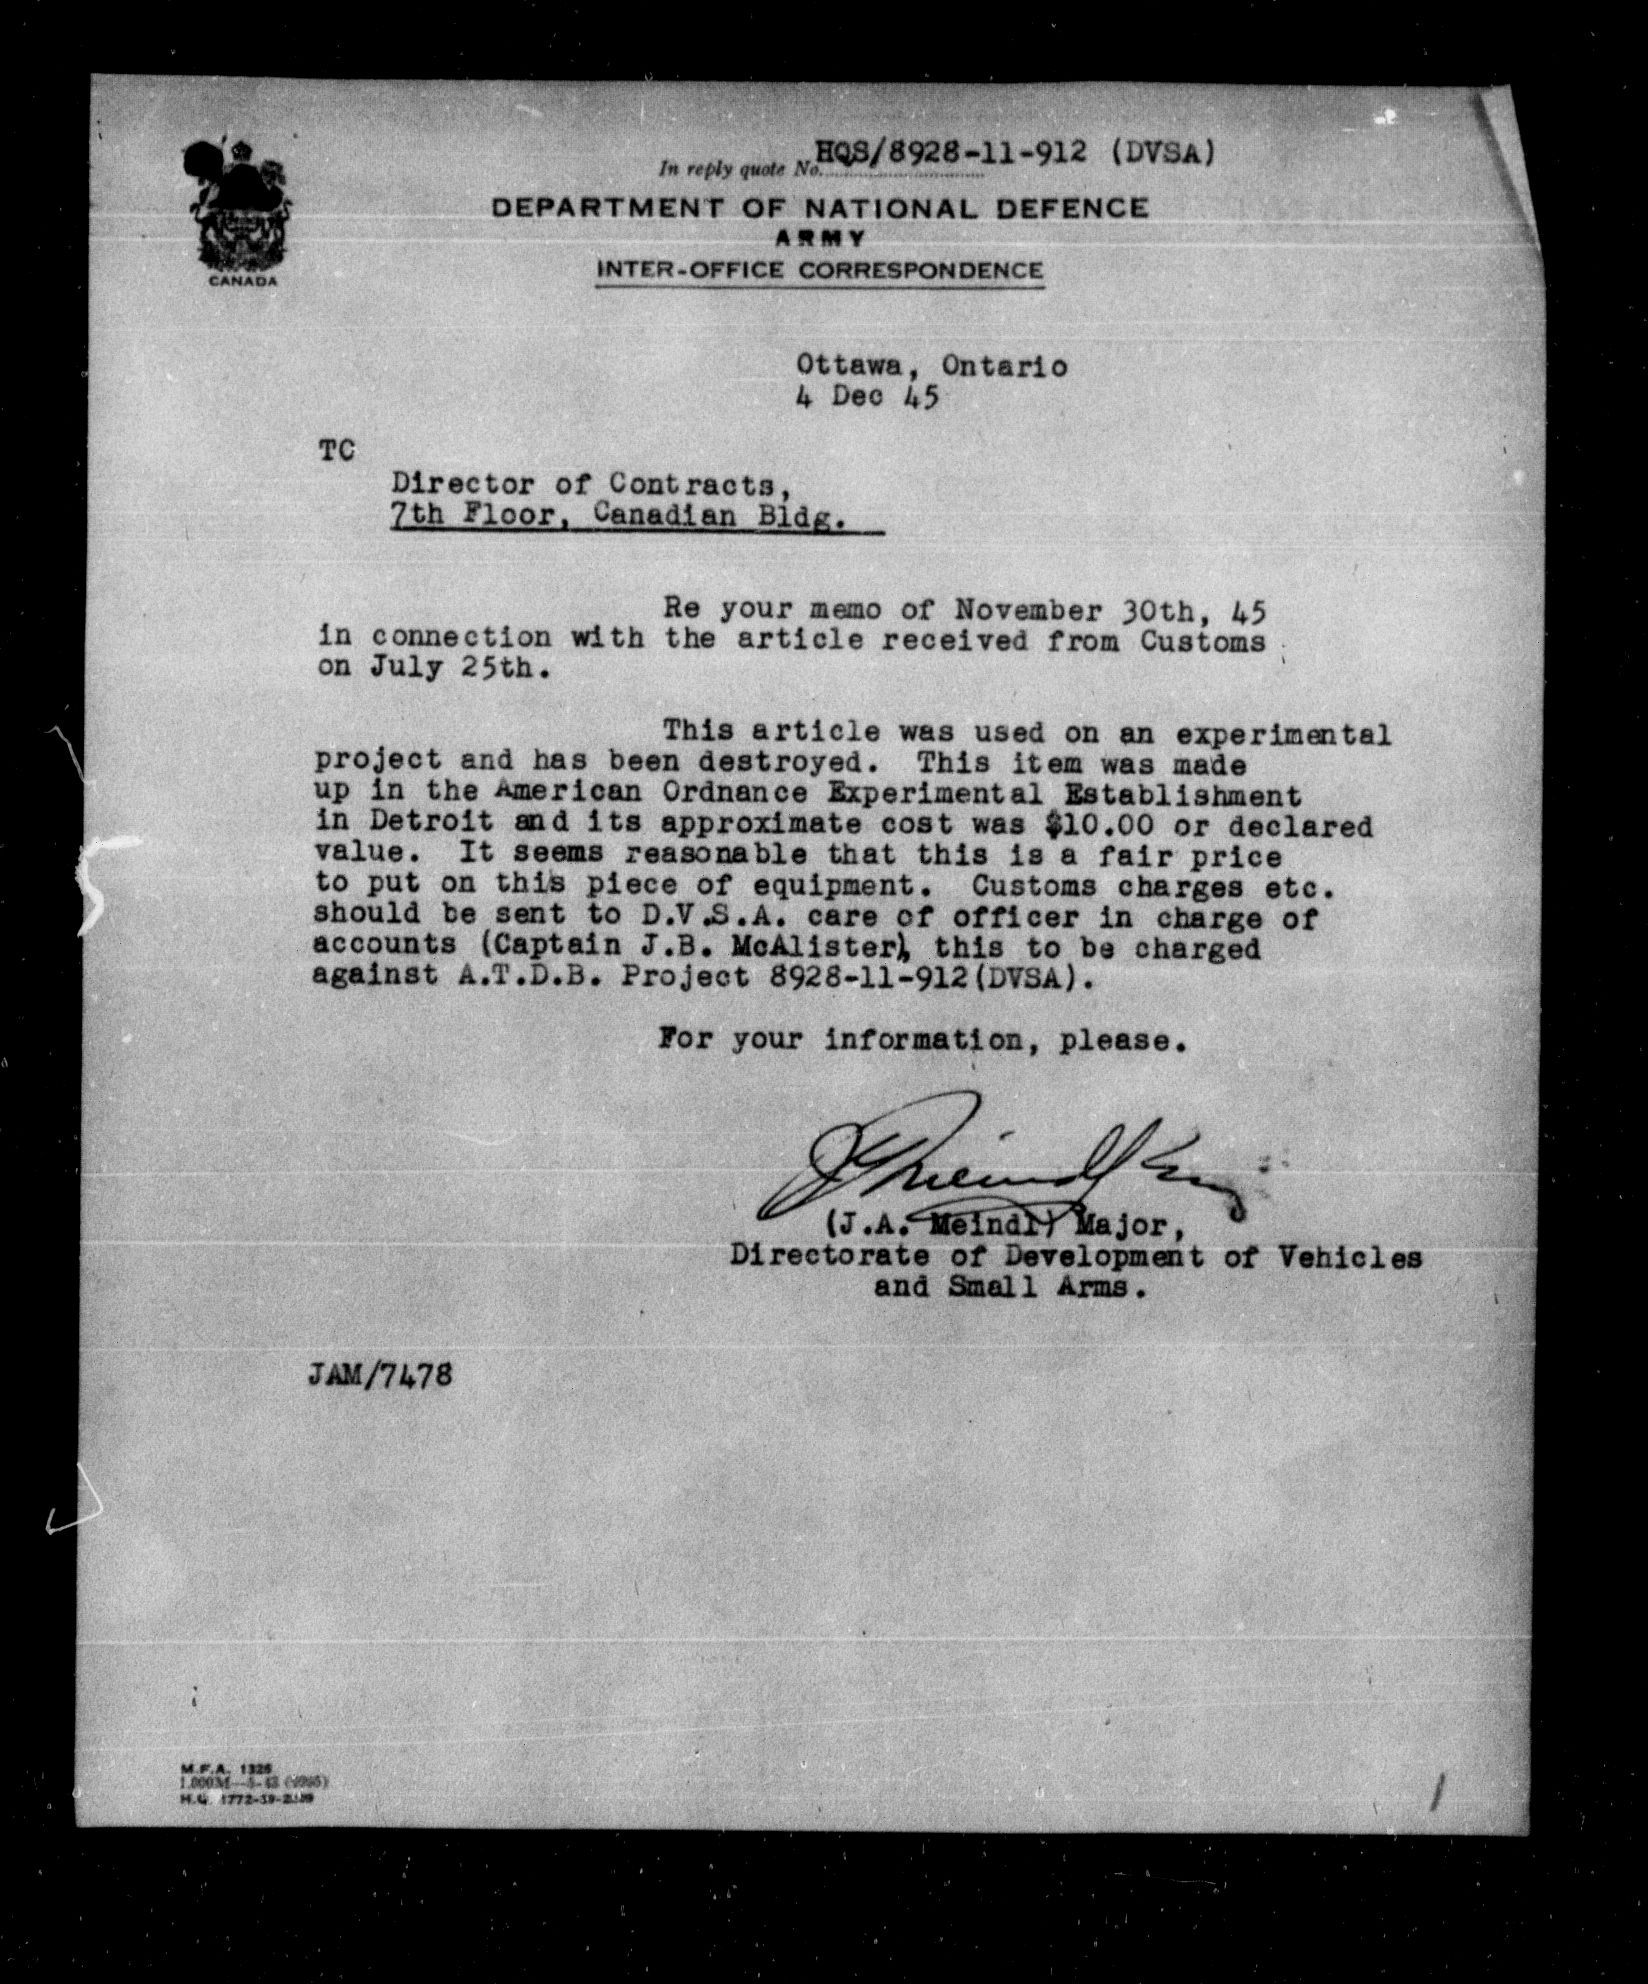 In reply quote No. HQS/8928-11-912 (DVSA)
DEPARTMENT OF NATIONAL DEFENCE
ARMY
INTER-OFFICE CORRESPONDENCE
CANADA
Ottawa, Ontario
4 Dec 45
TC
Director of Contracts,
7th Floor, Canadian Bldg.
Re your memo of November 30th, 45
in connection with the article received from Customs
on July 25th.
This article was used on an experimental
project and has been destroyed. This item was made
up in the American Ordnance Experimental Establishment
in Detroit and its approximate cost was $10.00 or declared
value. It seems reasonable that this is a fair price
to put on this piece of equipment. Customs charges etc.
should be sent to D.V.S.A. care of officer in charge of
accounts (Captain J.B. McAlister), this to be charged
against A.T.D.B. Project 8928-11-912(DVSA).
For your information, please.
(J.A. Meindl) Major,
Directorate of Development of Vehicles
and Small Arms.
JAM/7478
M.F.A. 1326